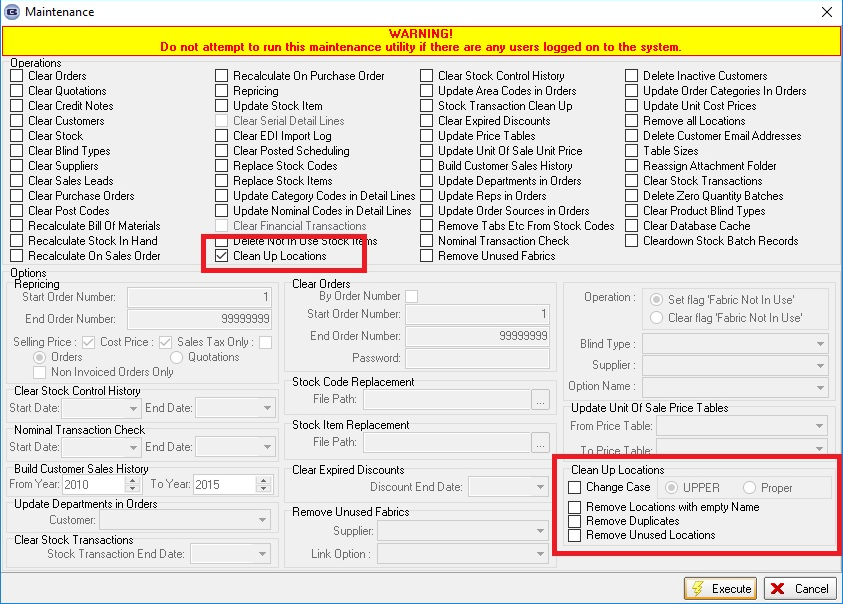 Maintenance
WARNING!
Do not attempt to run this maintenance utility if there are any users logged on to the system.
Operations
Clear Orders
Clear Quotations
Clear Credit Notes
Clear Customers
Clear Stock
Clear Blind Types
Clear Suppliers
Clear Sales Leads
Clear Purchase Orders
Clear Post Codes
Recalculate Bill Of Materials
Recalculate Stock In Hand
Recalculate On Sales Order
Recalculate On Purchase Order
Repricing
Update Stock Item
Clear Serial Detail Lines
Clear EDI Import Log
Clear Posted Scheduling
Replace Stock Codes
Replace Stock Items
Update Category Codes in Detail Lines
Update Nominal Codes in Detail Lines
Clear Financial Transactions
Delete Not In Use Stock Items
Clean Up Locations
Clear Stock Control History
Update Area Codes in Orders
Stock Transaction Clean Up
Clear Expired Discounts
Update Price Tables
Update Unit Of Sale Unit Price
Build Customer Sales History
Update Departments in Orders
Update Reps in Orders
Update Order Sources in Orders
Remove Tabs Etc From Stock Codes
Nominal Transaction Check
Remove Unused Fabrics
Delete Inactive Customers
Update Order Categories In Orders
Update Unit Cost Prices
Remove all Locations
Delete Customer Email Addresses
Table Sizes
Reassign Attachment Folder
Clear Stock Transactions
Delete Zero Quantity Batches
Clear Product Blind Types
Clear Database Cache
Cleardown Stock Batch Records
Options
Repricing
Start Order Number: 1
End Order Number: 99999999
Selling Price : Cost Price : Sales Tax Only :
Orders Quotations
Non Invoiced Orders Only
Clear Stock Control History
Start Date: End Date:
Nominal Transaction Check
Start Date: End Date:
Build Customer Sales History
From Year: 2010 To Year: 2015
Update Departments in Orders
Customer:
Clear Stock Transactions
Stock Transactions End Date:
Clear Orders
By Order Number
Start Order Number: 1
End Order Number: 99999999
Password:
Stock Code Replacement
File Path: ...
Stock Item Replacement
File Path: ...
Clear Expired Discounts
Discount End Date:
Remove Unused Fabrics
Supplier:
Link Option :
Operation : Set flag 'Fabric Not In Use'
Clear flag 'Fabric Not In Use'
Blind Type :
Supplier :
Option Name :
Update Unit Of Sale Price Tables
From Price Table:
To Price Table:
Clean Up Locations
Change Case UPPER Proper
Remove Locations with empty Name
Remove Duplicates
Remove Unused Locations
Execute Cancel